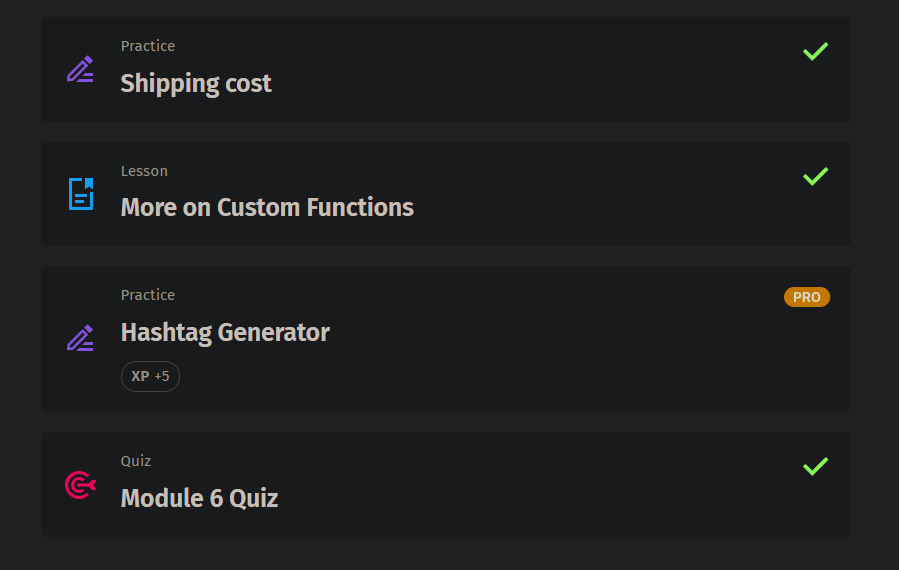 Practice
Shipping cost
Lesson
More on Custom Functions
Practice
PRO
Hashtag Generator
XP +5
Quiz
Module 6 Quiz